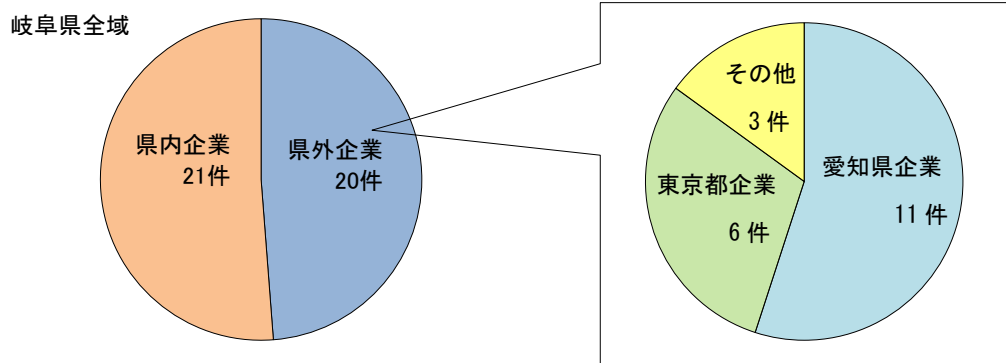 岐阜県全域
県内企業
21件
県外企業
20件
その他
3 件
東京都企業
6 件
愛知県企業
11 件